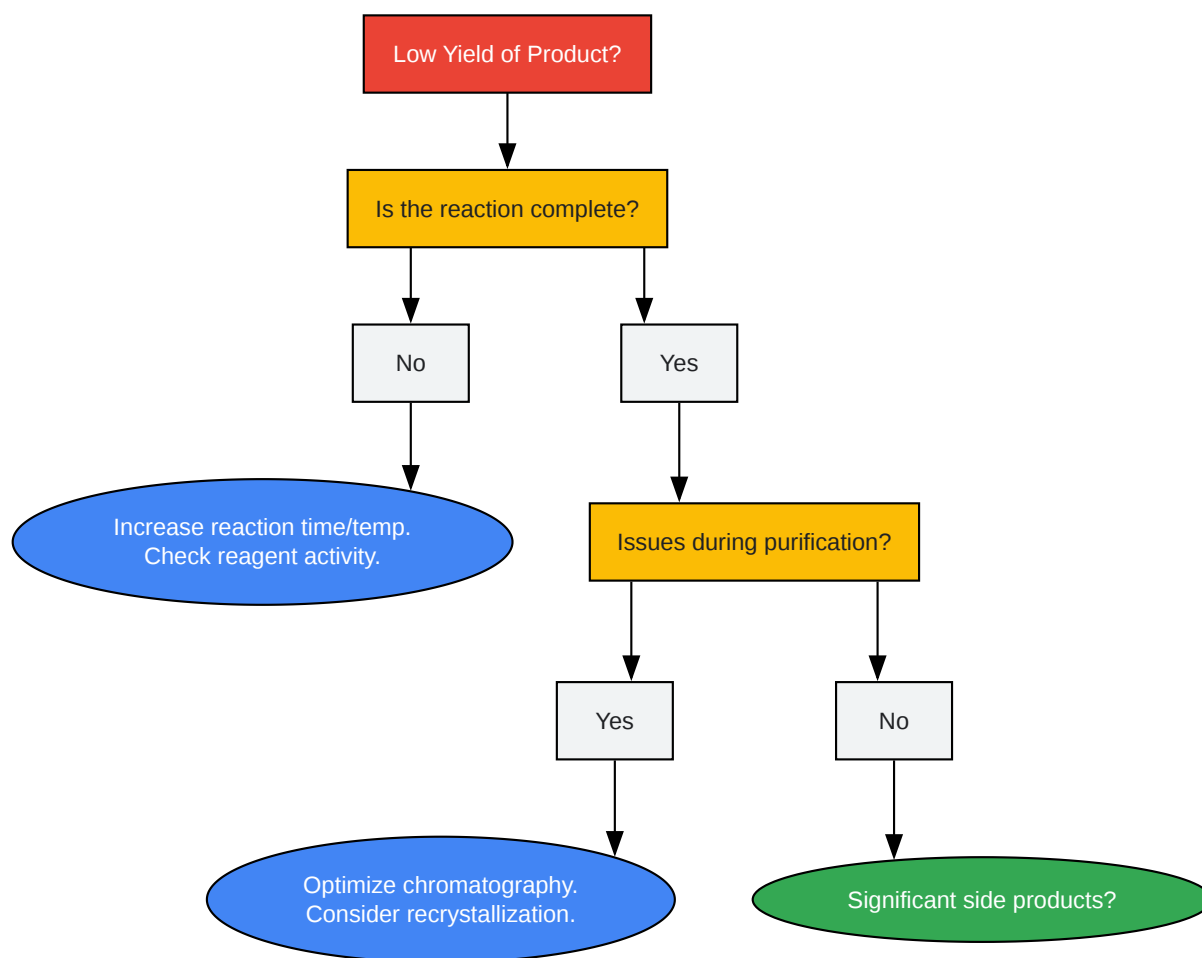 Low Yield of Product?
Is the reaction complete?
No
Yes
Increase reaction time/temp.
Check reagent activity.
Issues during purification?
Yes
No
Optimize chromatography.
Consider recrystallization.
Significant side products?